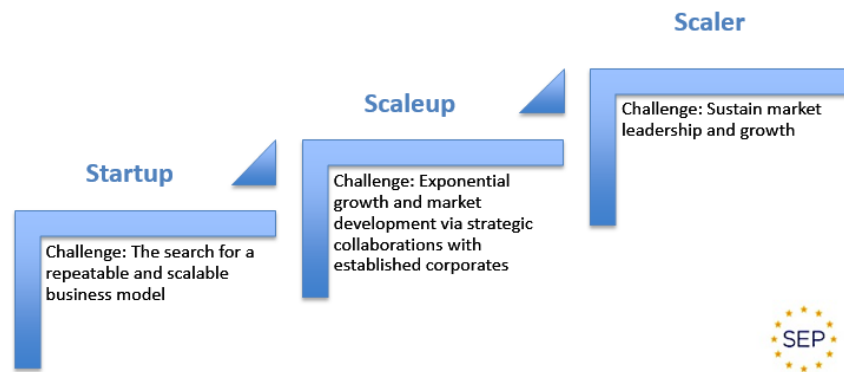 Startup
Challenge: The search for a
repeatable and scalable
business model
Scaleup
Challenge: Exponential
growth and market
development via strategic
collaborations with
established corporates
Scaler
Challenge: Sustain market
leadership and growth
SEP